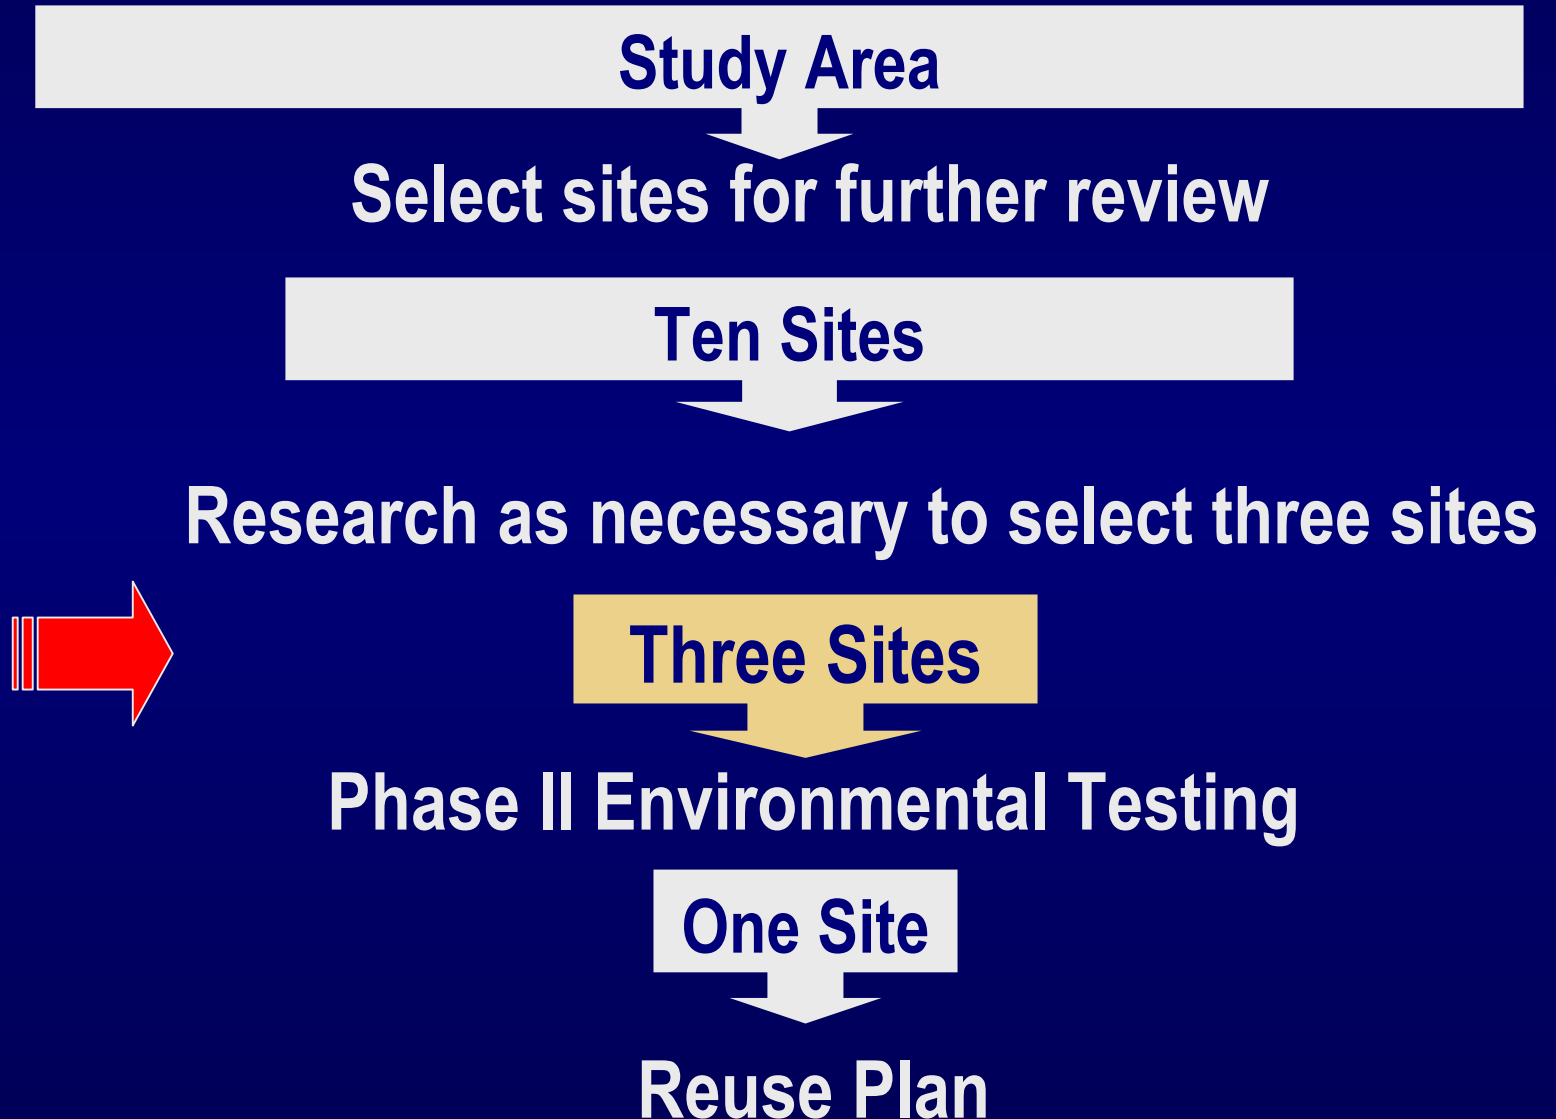 Study Area
Select sites for further review
Ten Sites
Research as necessary to select three sites
Three Sites
Phase II Environmental Testing
One Site
Reuse Plan